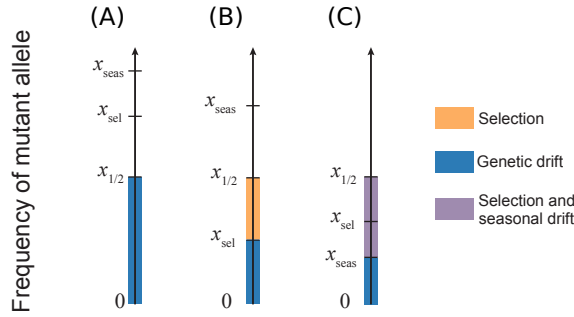 (A) (B) (C)
Frequency of mutant allele
x_seas
x_sel
x_1/2
0
x_seas
x_1/2
x_sel
0
x_1/2
x_sel
x_seas
0
Selection
Genetic drift
Selection and
seasonal drift